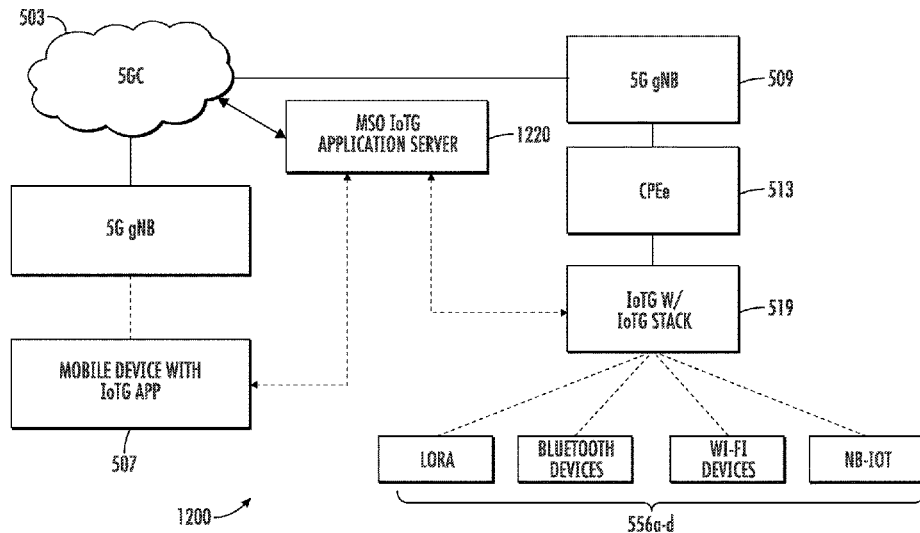 503
5GC
5G gNB
509
MSO IoTG
APPLICATION SERVER
1220
CPEe
513
5G gNB
IoTG W/
IoTG STACK
519
MOBILE DEVICE WITH
IoTG APP
507
LORA
BLUETOOTH
DEVICES
WI-FI
DEVICES
NB-IOT
1200
556a-d